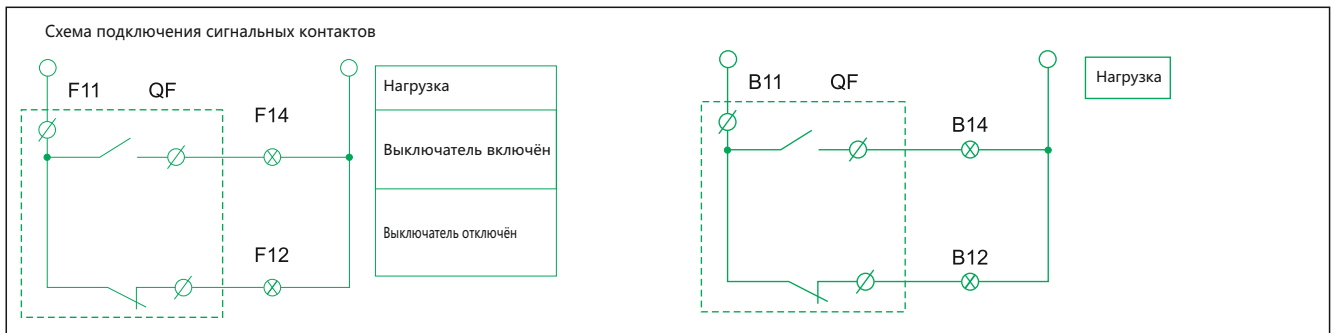 Схема подключения сигнальных контактов
F11 QF
F14
F12
Нагрузка
Выключатель включён
Выключатель отключён
B11 QF
B14
B12
Нагрузка